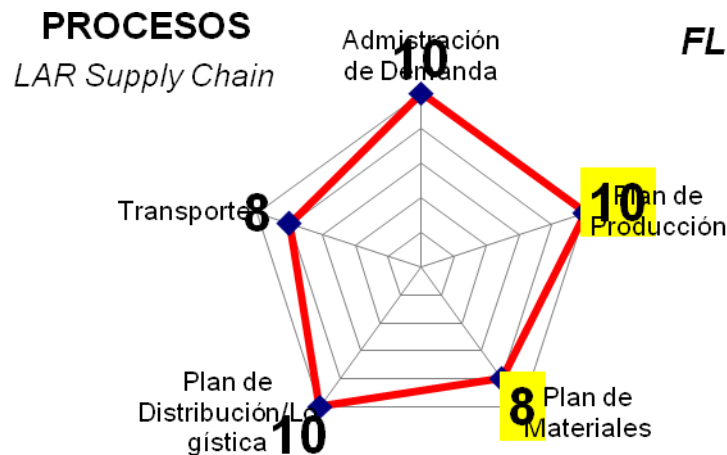 PROCESOS
LAR Supply Chain
FL
Admistración
de Demanda
10
10
Plan de
Producción
Transporte
8
Plan de
Distribución/Lo
gística
10
8
Plan de
Materiales